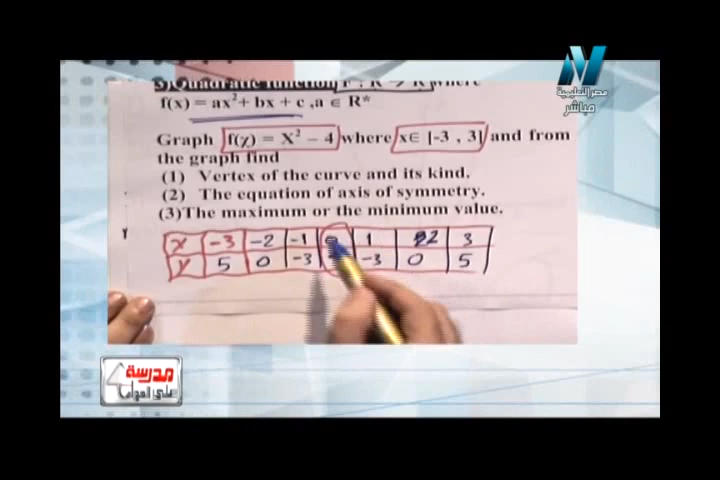 مصر التعليمية
مباشر
Quadratic function F : R → R where
f(x) = ax²+ bx + c ,a ∈ R*
Graph f(χ) = X² – 4 where x∈ [-3 , 3] and from
the graph find
(1) Vertex of the curve and its kind.
(2) The equation of axis of symmetry.
(3)The maximum or the minimum value.
x -3 -2 -1 1 2 3
y 5 0 -3 -3 0 5
مدرسة
على الهواء